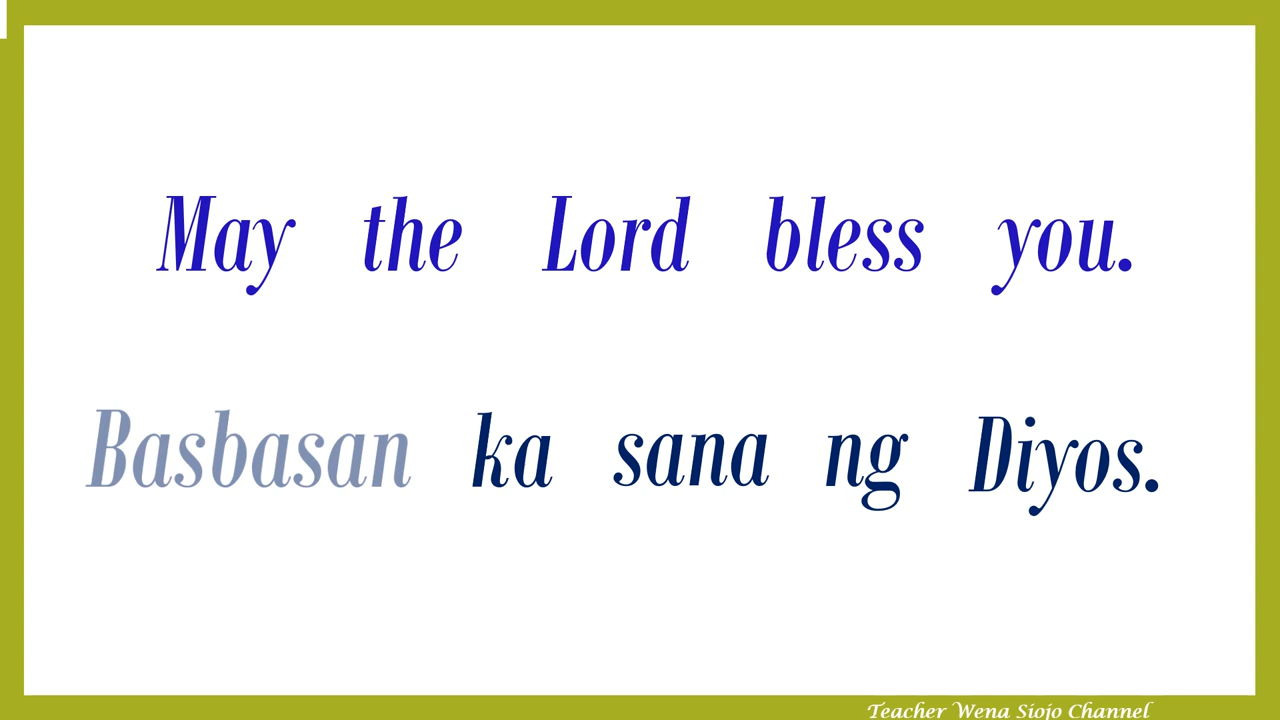 May the Lord bless you.
Basbasan ka sana ng Diyos.
Teacher Wena Siojo Channel